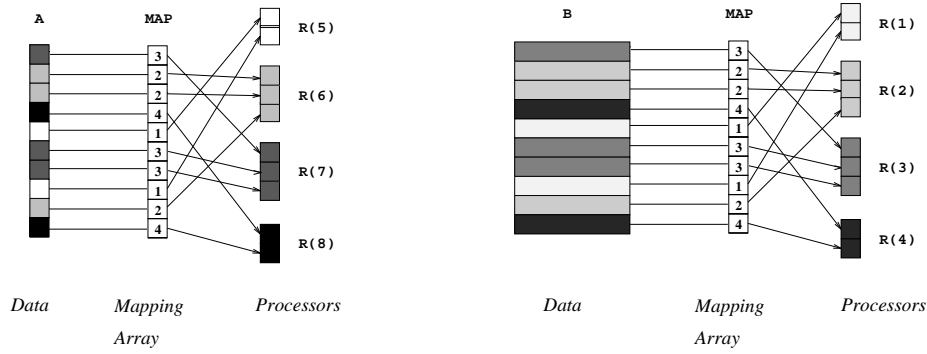 A MAP
R(5)
R(6)
R(7)
R(8)
3
2
2
4
1
3
3
1
2
4
Data Mapping Array Processors
B MAP
R(1)
R(2)
R(3)
R(4)
3
2
2
4
1
3
3
1
2
4
Data Mapping Array Processors